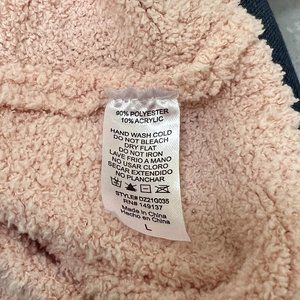 90% POLYESTER
10% ACRYLIC
HAND WASH COLD
DO NOT BLEACH
DRY FLAT
DO NOT IRON
LAVE FRIO A MANO
NO USAR CLORO
SECAR EXTENDIDO
NO PLANCHAR
STYLE# DZ21G035
RN# 149137
Made in China
Hecho en China
L